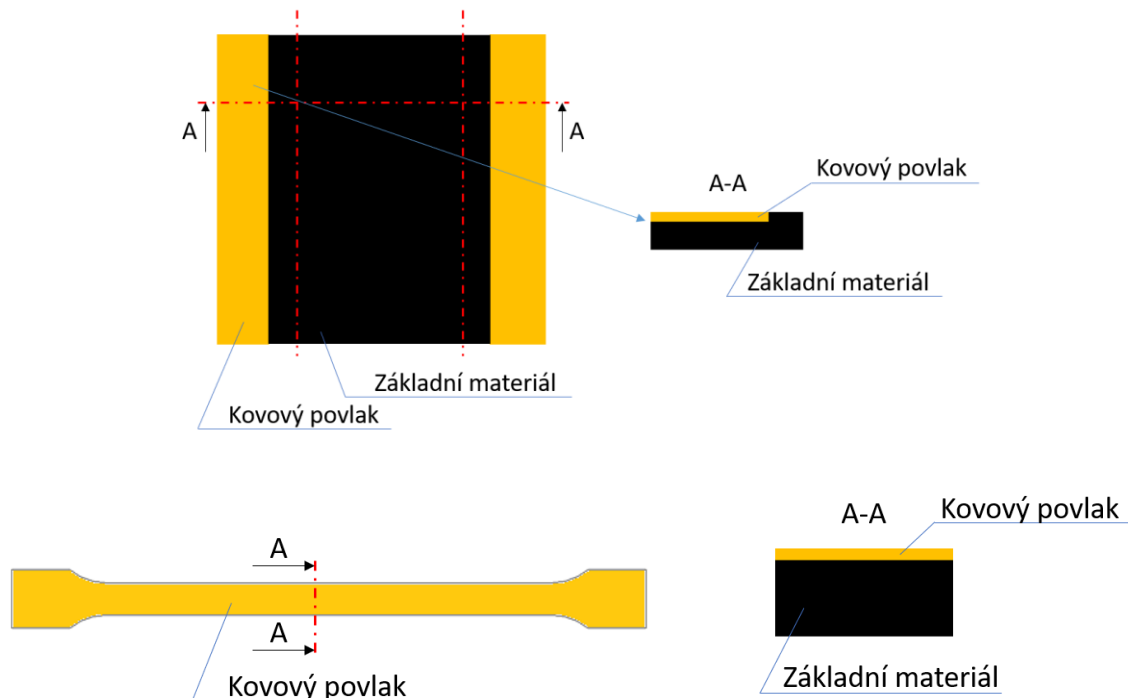 A
A
A-A
Kovový povlak
Základní materiál
Základní materiál
Kovový povlak
A
A
Kovový povlak
A-A
Kovový povlak
Základní materiál